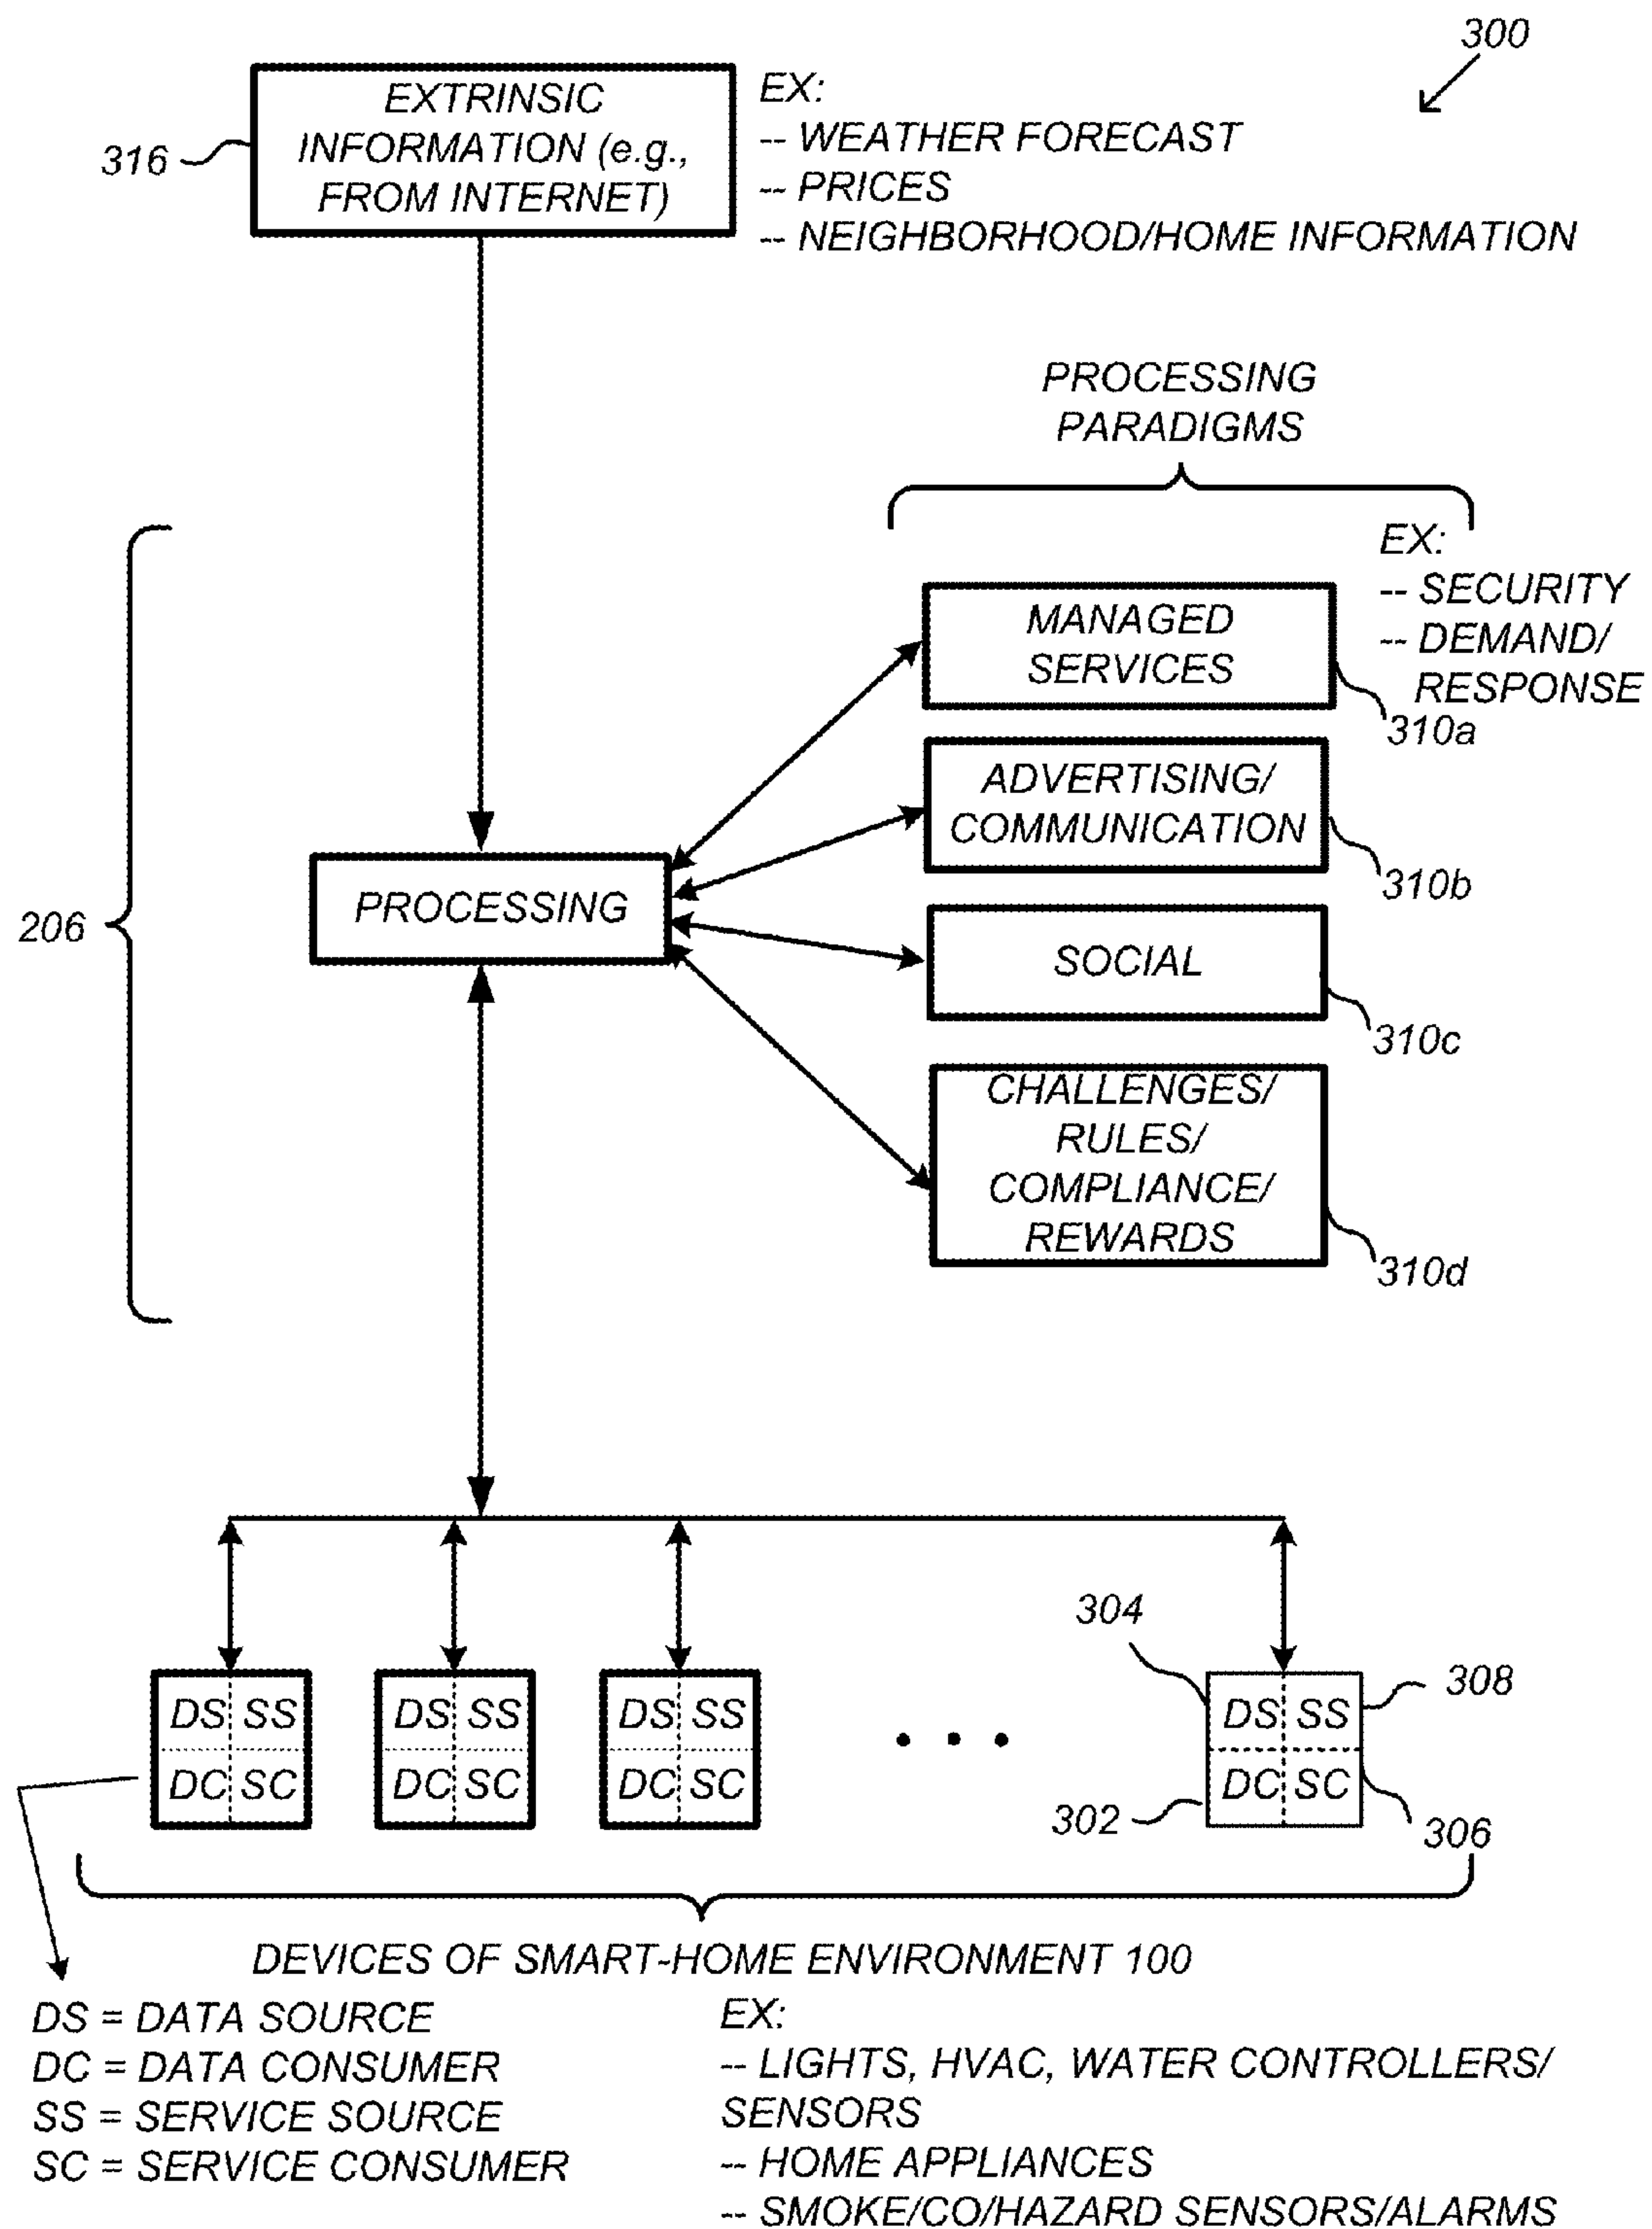 300
EXTRINSIC
INFORMATION (e.g.,
FROM INTERNET)
316
EX:
-- WEATHER FORECAST
-- PRICES
-- NEIGHBORHOOD/HOME INFORMATION
PROCESSING
PARADIGMS
EX:
-- SECURITY
-- DEMAND/
RESPONSE
MANAGED
SERVICES
310a
ADVERTISING/
COMMUNICATION
310b
206
PROCESSING
SOCIAL
310c
CHALLENGES/
RULES/
COMPLIANCE/
REWARDS
310d
304
308
DS SS
DC SC
DS SS
DC SC
DS SS
DC SC
. . .
DS SS
DC SC
302
306
DEVICES OF SMART-HOME ENVIRONMENT 100
DS = DATA SOURCE
DC = DATA CONSUMER
SS = SERVICE SOURCE
SC = SERVICE CONSUMER
EX:
-- LIGHTS, HVAC, WATER CONTROLLERS/
SENSORS
-- HOME APPLIANCES
-- SMOKE/CO/HAZARD SENSORS/ALARMS